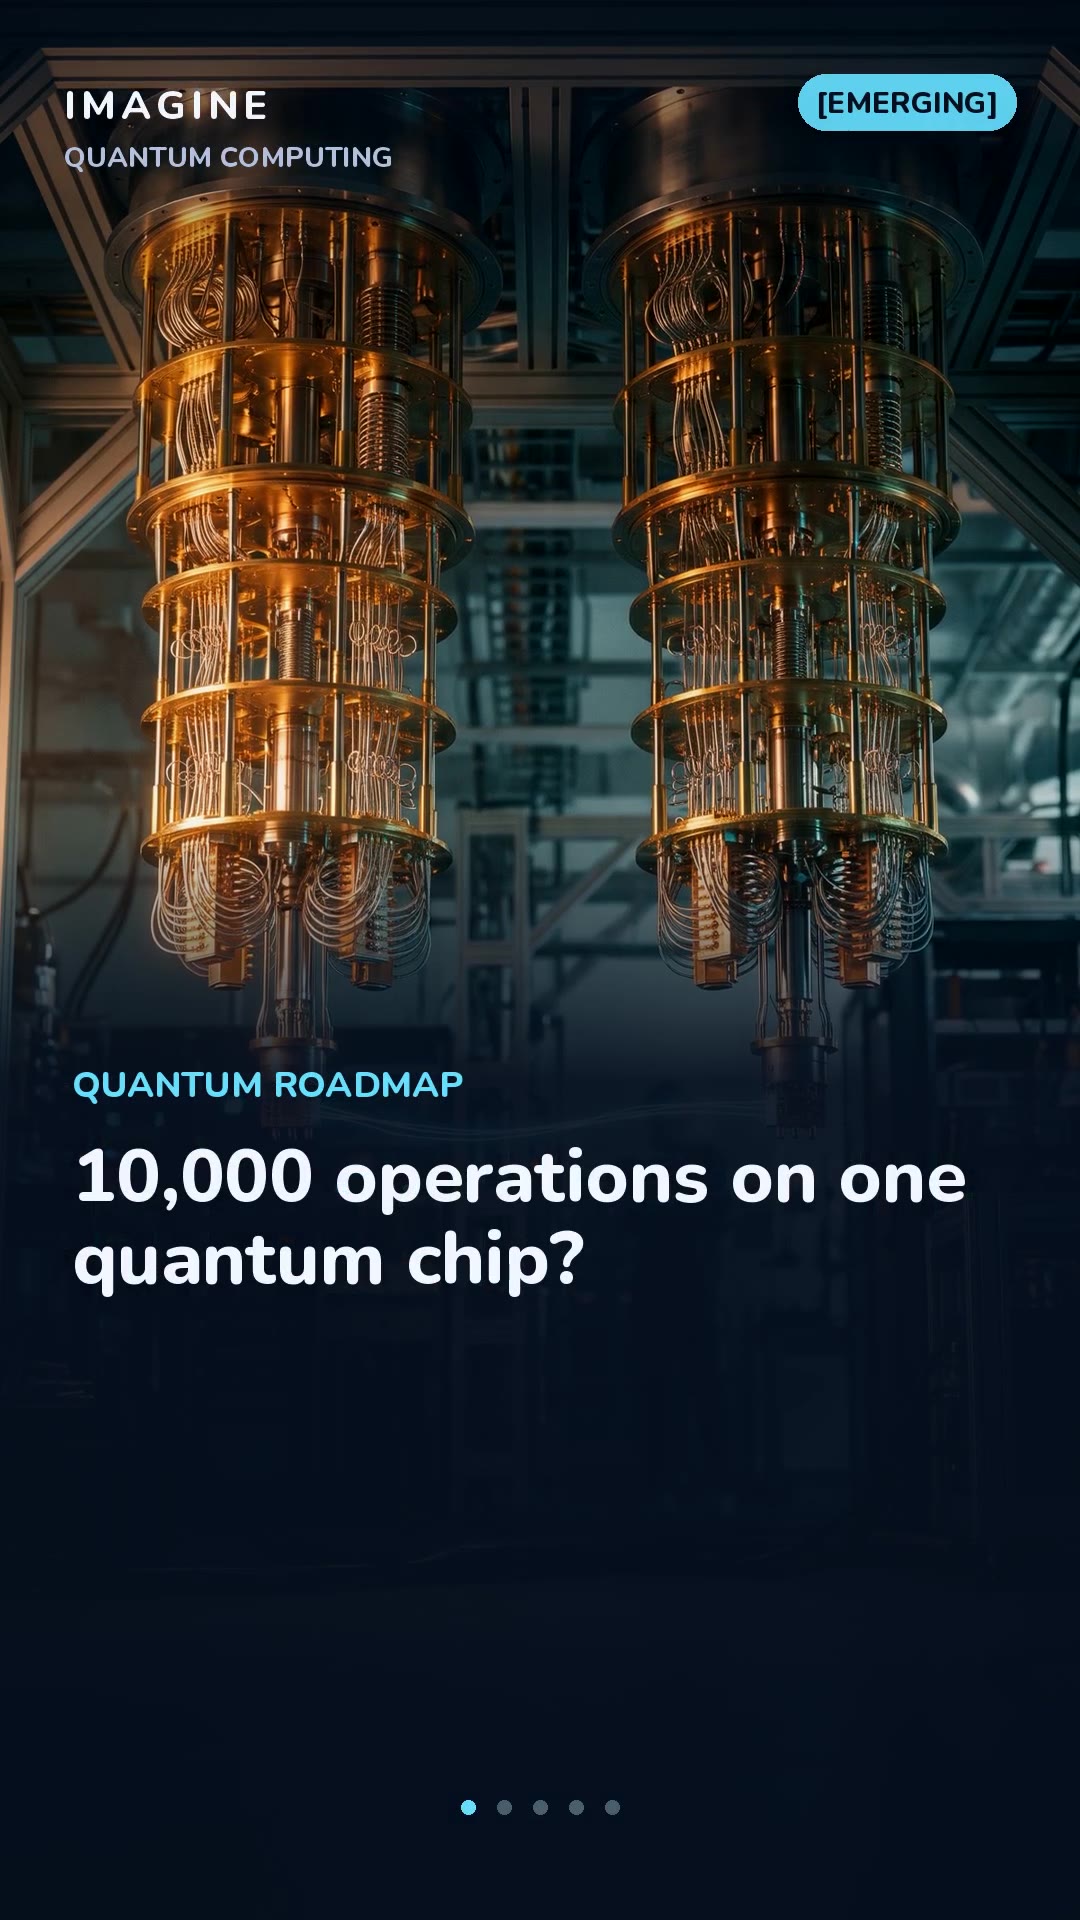 IMAGINE
[EMERGING]
QUANTUM COMPUTING
QUANTUM ROADMAP
10,000 operations on one
quantum chip?